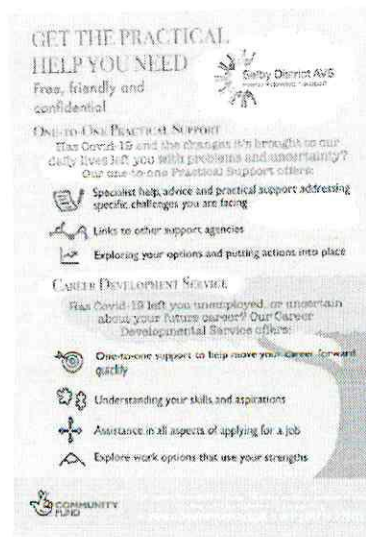 GET THE PRACTICAL
HELP YOU NEED
Free, friendly and
confidential
Selby District AVS
ONE-TO-ONE PRACTICAL SUPPORT
Has Covid-19 and the changes it's brought to our
daily lives left you with problems and uncertainty?
Our one-to-one Practical Support offers:
Specialist help, advice and practical support addressing
specific challenges you are facing
Links to other support agencies
Exploring your options and putting actions into place
CAREER DEVELOPMENT SERVICE
Has Covid-19 left you unemployed, or uncertain
about your future career? Our Career
Developmental Service offers:
One-to-one support to help move your career forward
quickly
Understanding your skills and aspirations
Assistance in all aspects of applying for a job
Explore work options that use your strengths
COMMUNITY
FUND